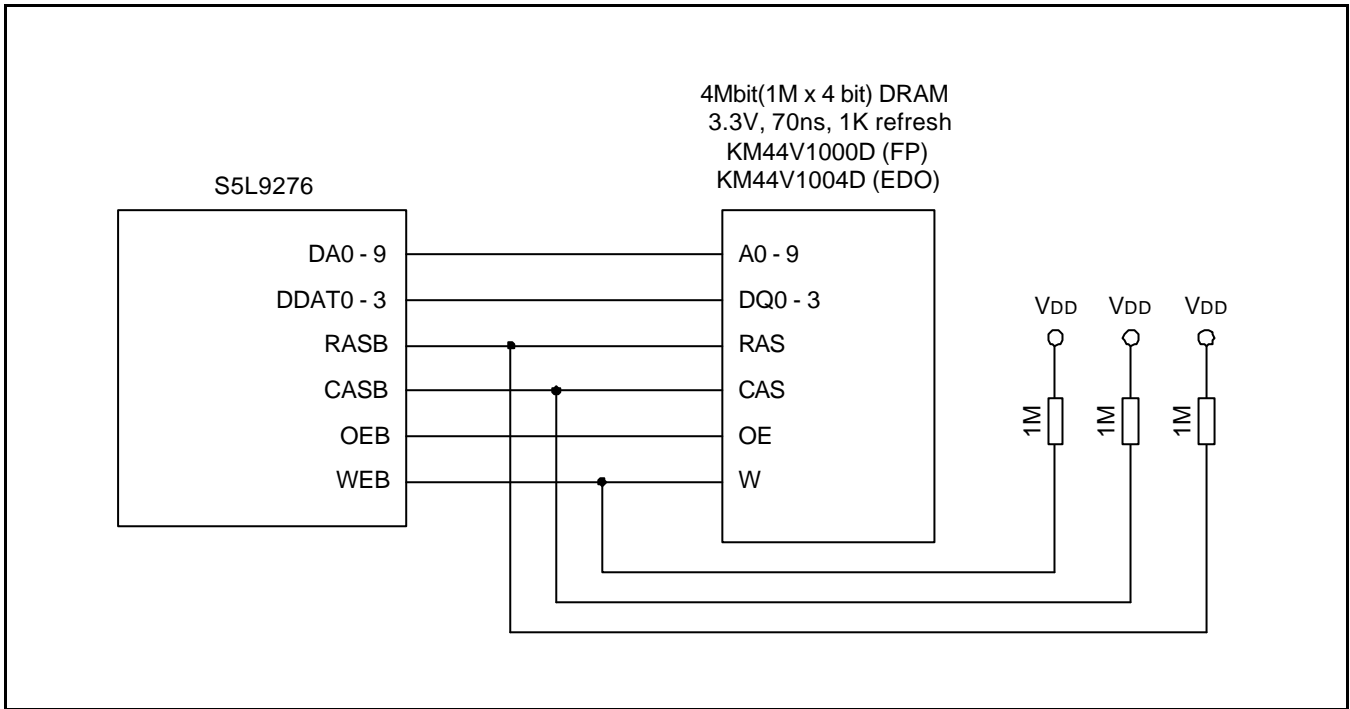 4Mbit(1M x 4 bit) DRAM
3.3V, 70ns, 1K refresh
KM44V1000D (FP)
KM44V1004D (EDO)
S5L9276
DA0 - 9
DDAT0 - 3
RASB
CASB
OEB
WEB
A0 - 9
DQ0 - 3
RAS
CAS
OE
W
VDD
VDD
VDD
1M
1M
1M